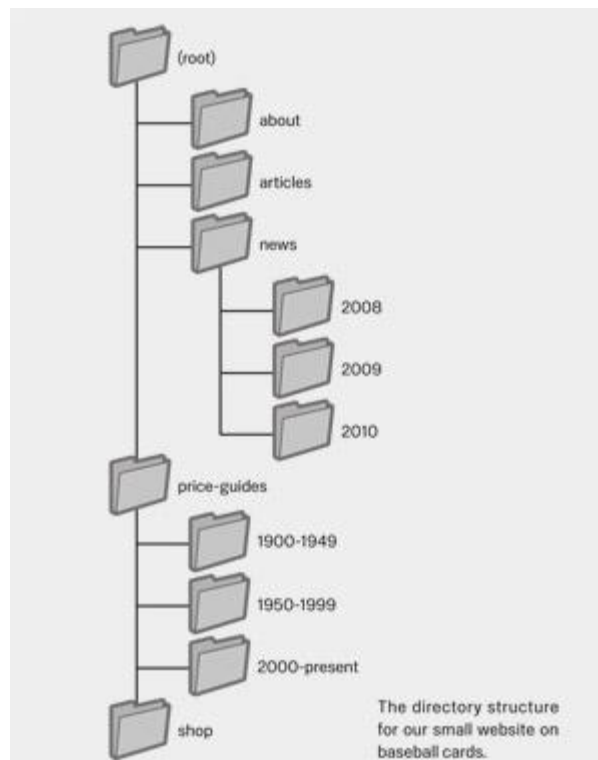 (root)
about
articles
news
2008
2009
2010
price-guides
1900-1949
1950-1999
2000-present
shop
The directory structure
for our small website on
baseball cards.